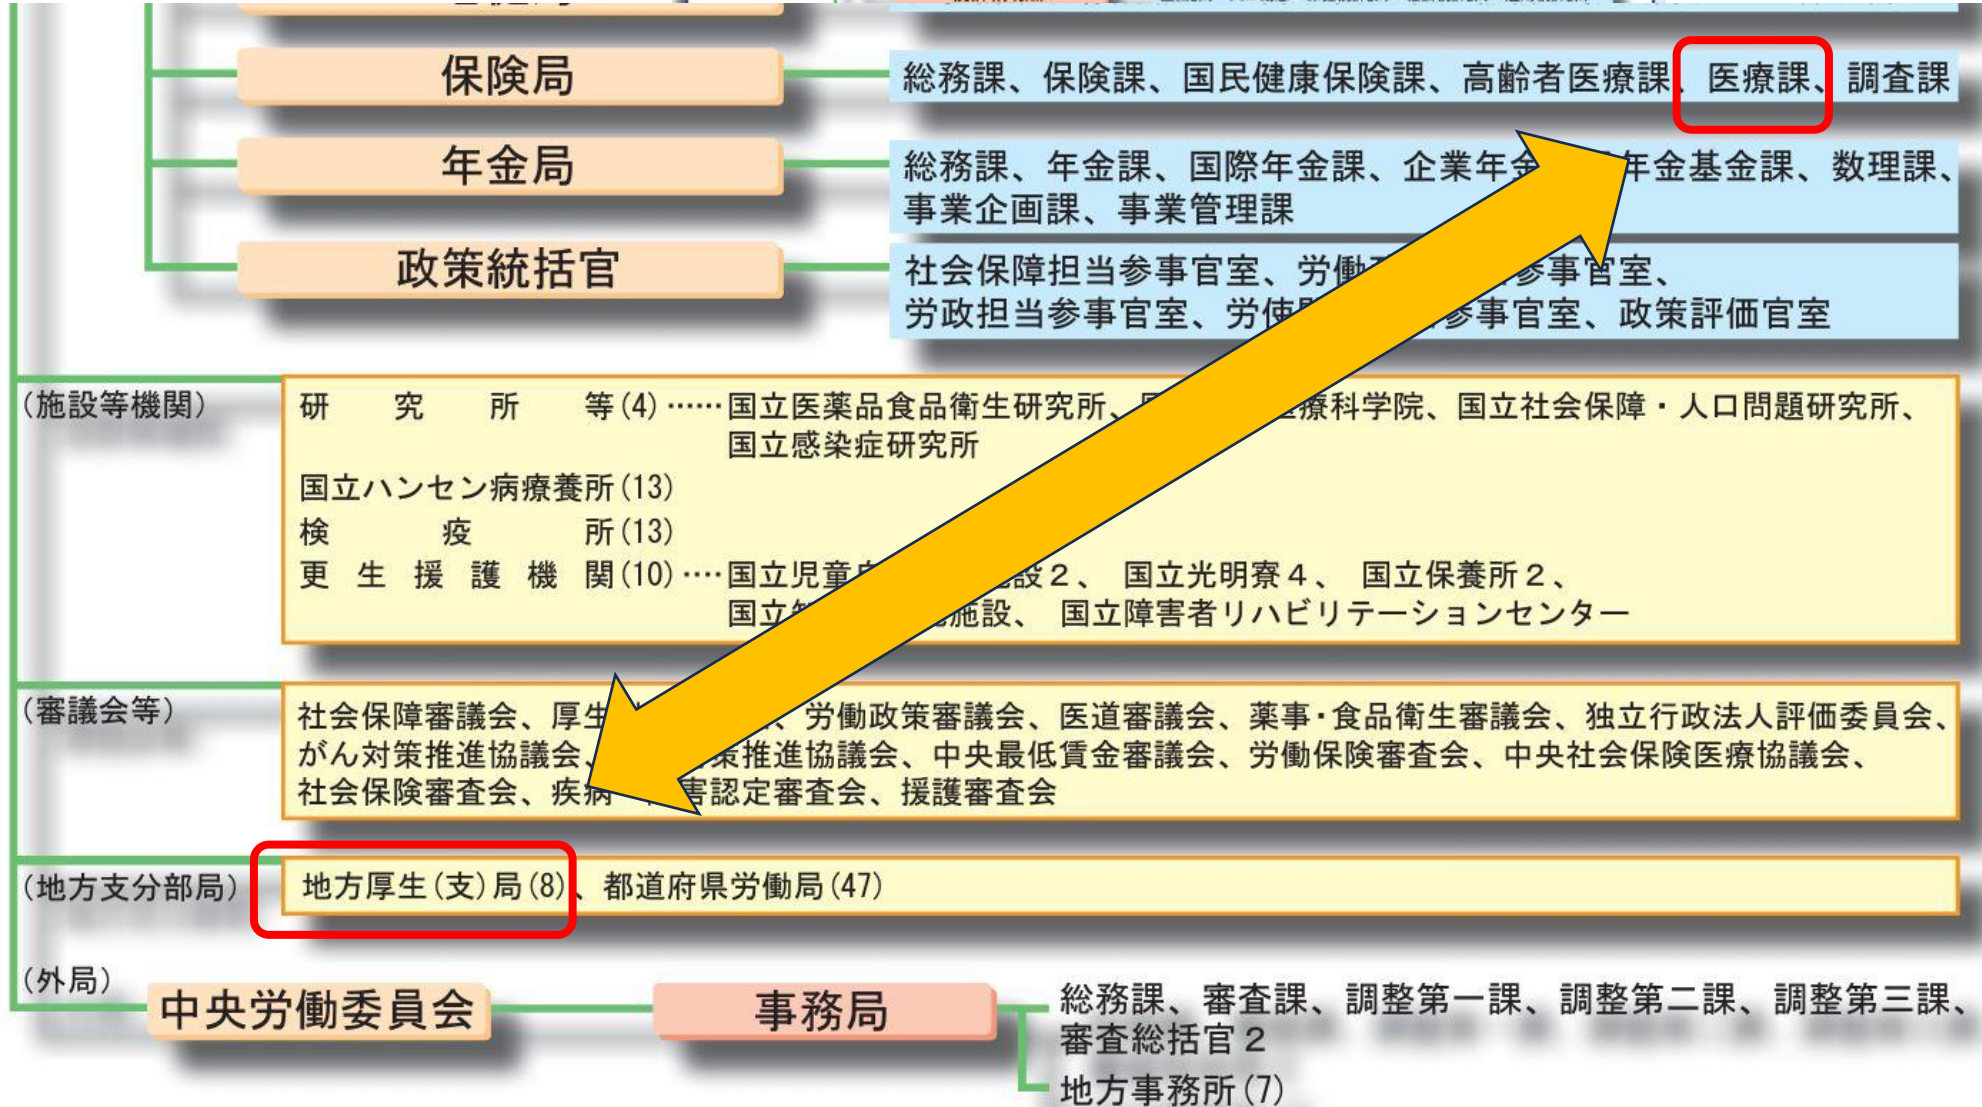 保険局
総務課、保険課、国民健康保険課、高齢者医療課、医療課、調査課
年金局
総務課、年金課、国際年金課、企業年金 年金基金課、数理課、
事業企画課、事業管理課
政策統括官
社会保障担当参事官室、労働 参事官室、
労政担当参事官室、労使 参事官室、政策評価官室
(施設等機関)
研究所等(4)……国立医薬品食品衛生研究所、 療科学院、国立社会保障・人口問題研究所、
国立感染症研究所
国立ハンセン病療養所(13)
検疫所(13)
更生援護機関(10)‥‥国立児童 設2、 国立光明寮4、 国立保養所2、
国立 施設、 国立障害者リハビリテーションセンター
(審議会等)
社会保障審議会、厚生 、労働政策審議会、医道審議会、薬事・食品衛生審議会、独立行政法人評価委員会、
がん対策推進協議会、 策推進協議会、中央最低賃金審議会、労働保険審査会、中央社会保険医療協議会、
社会保険審査会、疾病 害認定審査会、援護審査会
(地方支分部局)
地方厚生(支)局(8)、都道府県労働局(47)
(外局)
中央労働委員会
事務局
総務課、審査課、調整第一課、調整第二課、調整第三課、
審査総括官2
地方事務所(7)